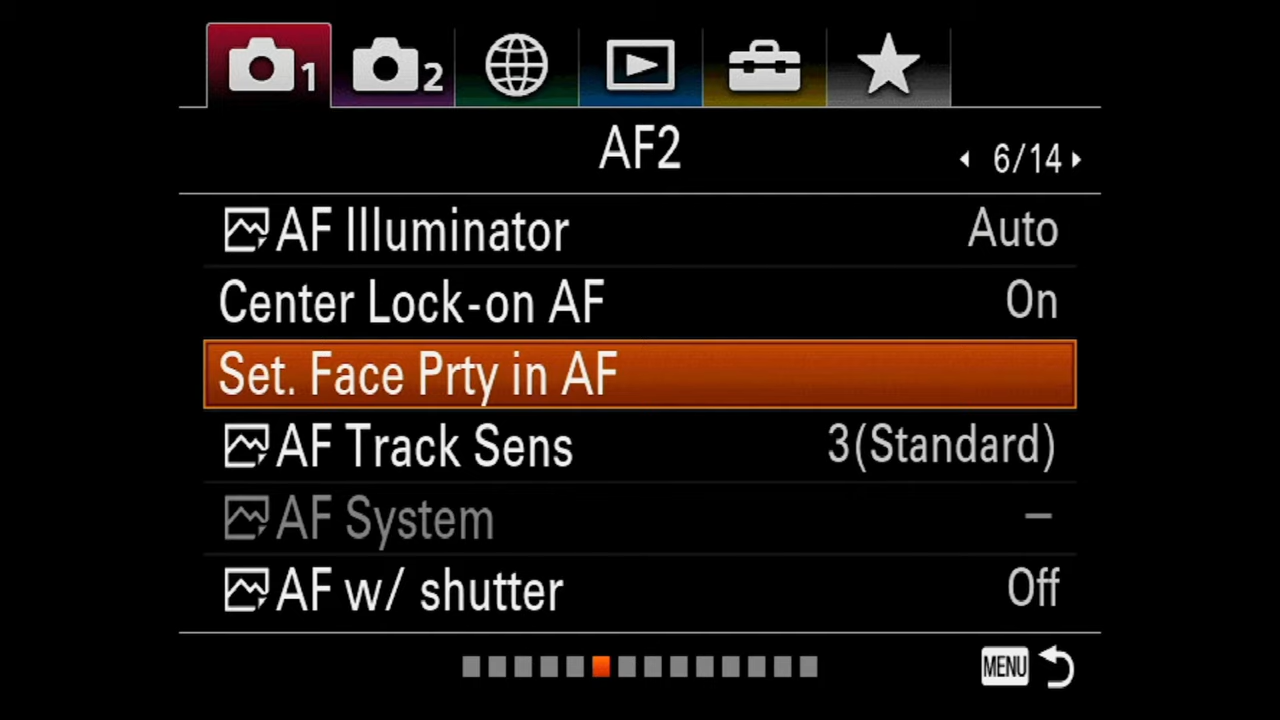 1 2
AF2
6/14
AF Illuminator Auto
Center Lock-on AF On
Set. Face Prty in AF
AF Track Sens 3(Standard)
AF System –
AF w/ shutter Off
MENU